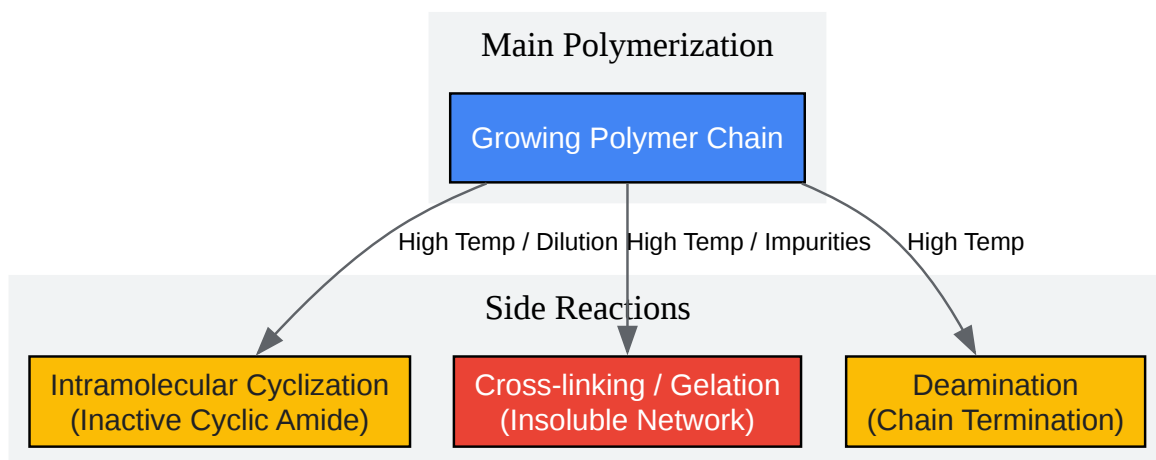 Main Polymerization
Growing Polymer Chain
High Temp / Dilution
High Temp / Impurities
High Temp
Side Reactions
Intramolecular Cyclization
(Inactive Cyclic Amide)
Cross-linking / Gelation
(Insoluble Network)
Deamination
(Chain Termination)